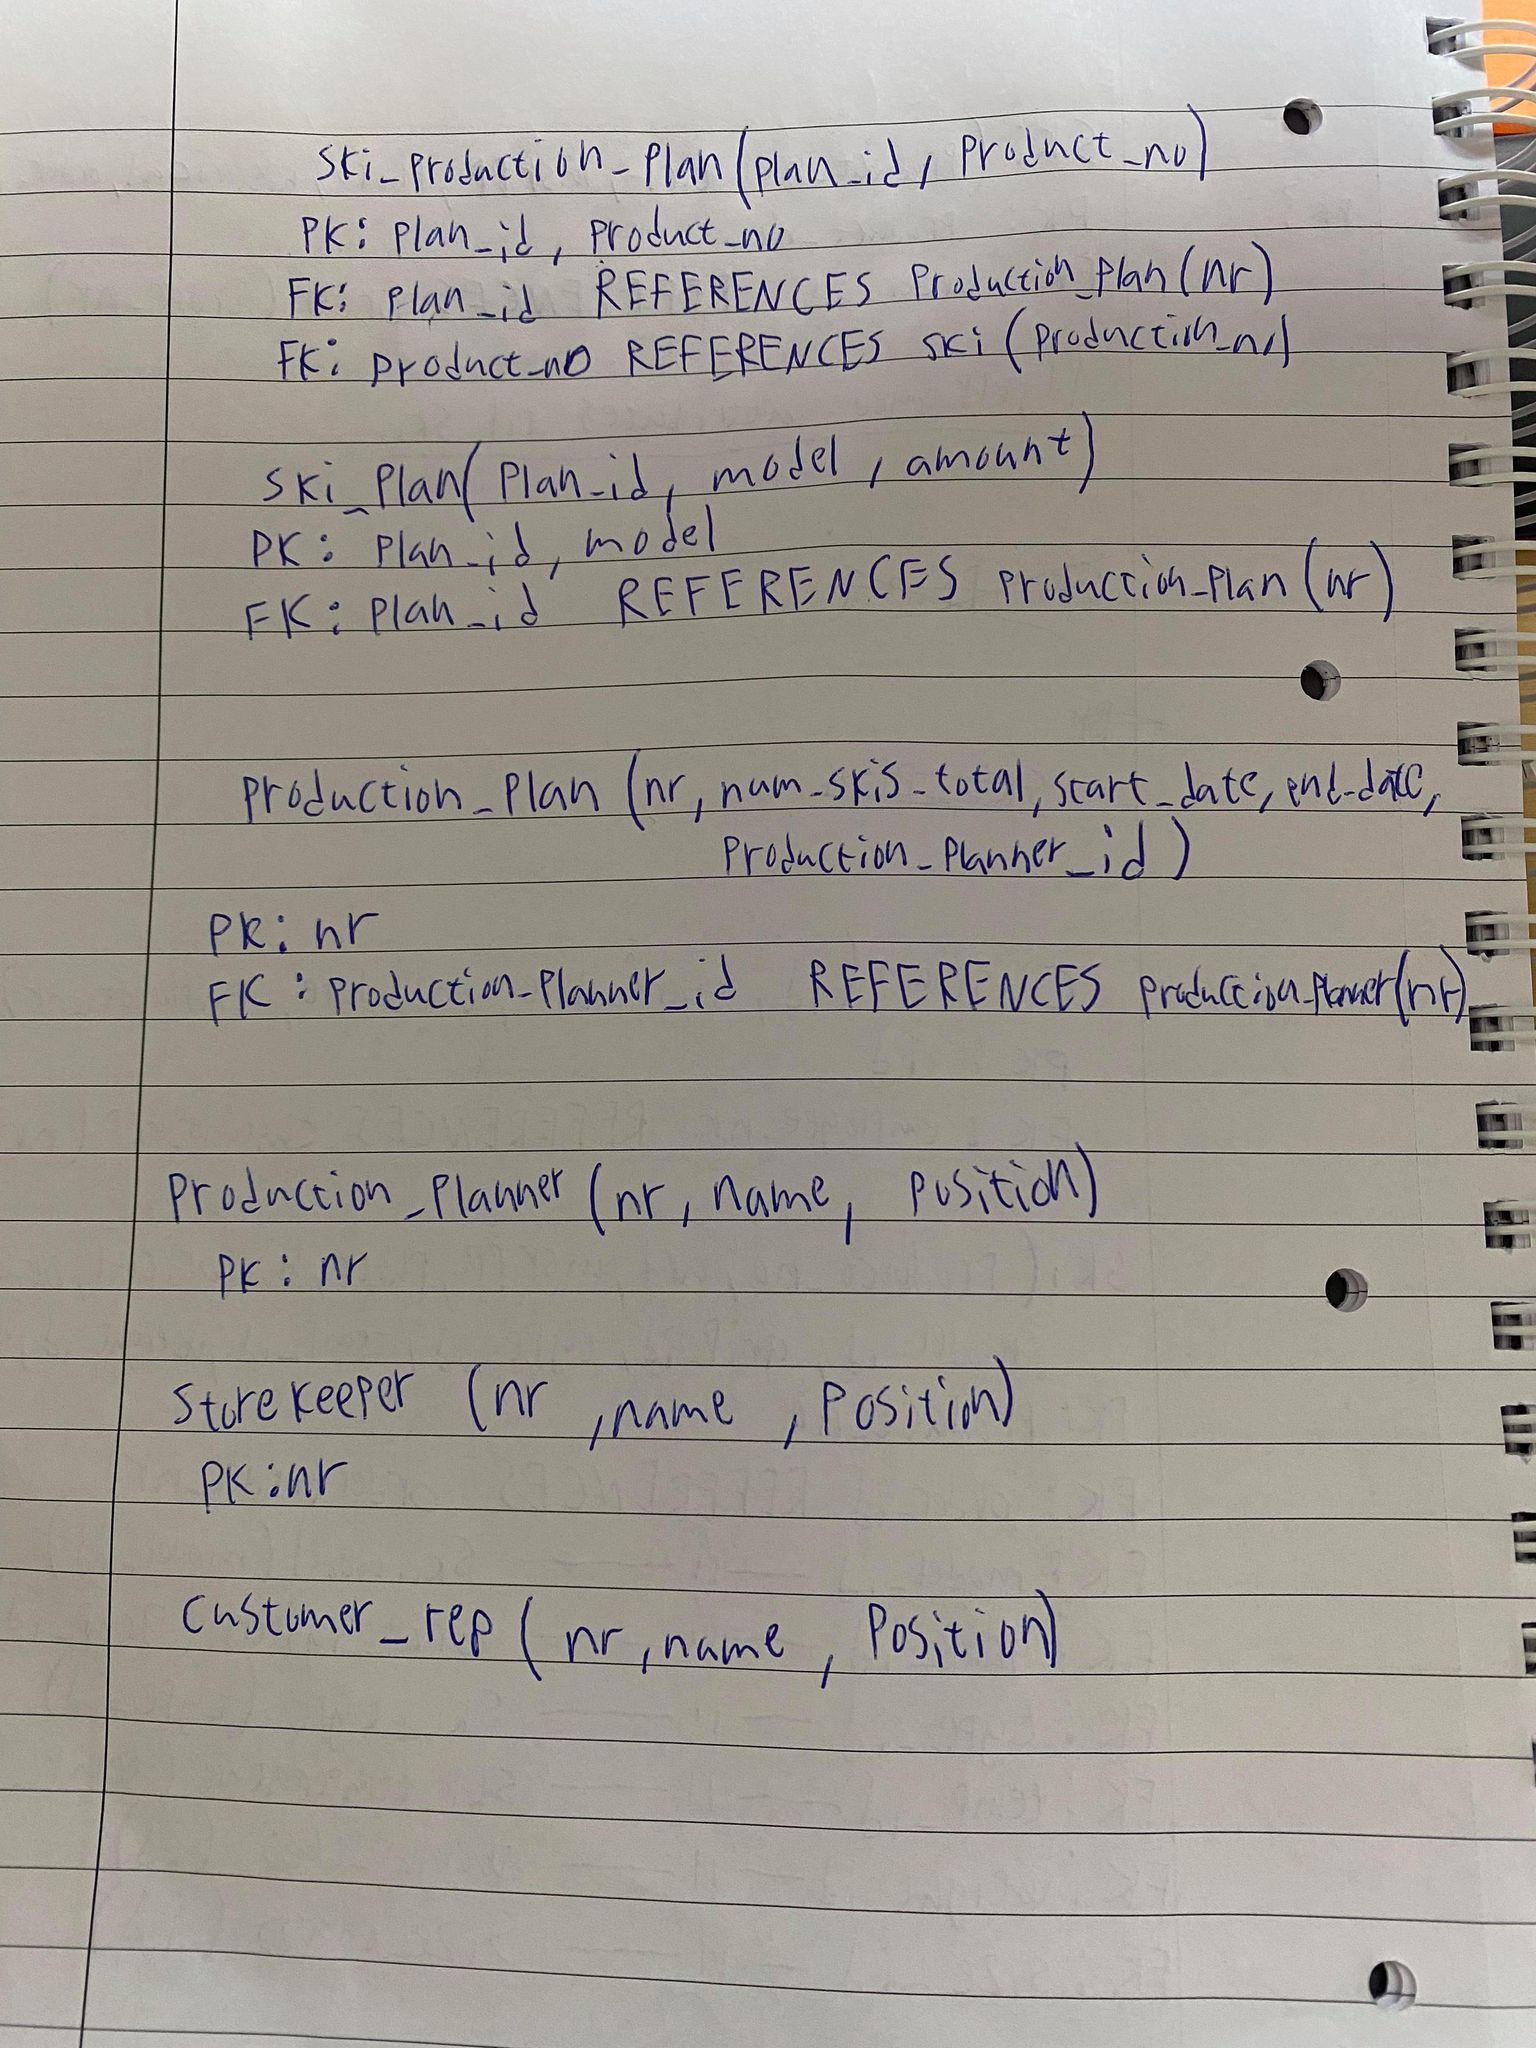 ski_production_plan(plan_id, product_no)
PK: plan_id, product_no
FK: plan_id REFERENCES production_plan(nr)
FK: product_no REFERENCES ski(production_no)
ski_plan(plan_id, model, amount)
PK: plan_id, model
FK: plan_id REFERENCES production_plan(nr)
production_plan (nr, num_skis_total, start_date, end_date,
production_planner_id)
PK: nr
FK: production_planner_id REFERENCES production_planner(nr)
production_planner (nr, name, position)
PK: nr
storekeeper (nr, name, position)
PK: nr
customer_rep (nr, name, position)